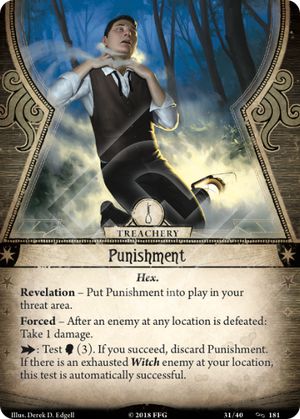 TREACHERY
Punishment
Hex.
Revelation – Put Punishment into play in your
threat area.
Forced – After an enemy at any location is defeated:
Take 1 damage.
: Test (3). If you succeed, discard Punishment.
If there is an exhausted Witch enemy at your location,
this test is automatically successful.
Illus. Derek D. Edgell © 2018 FFG 31/40 181